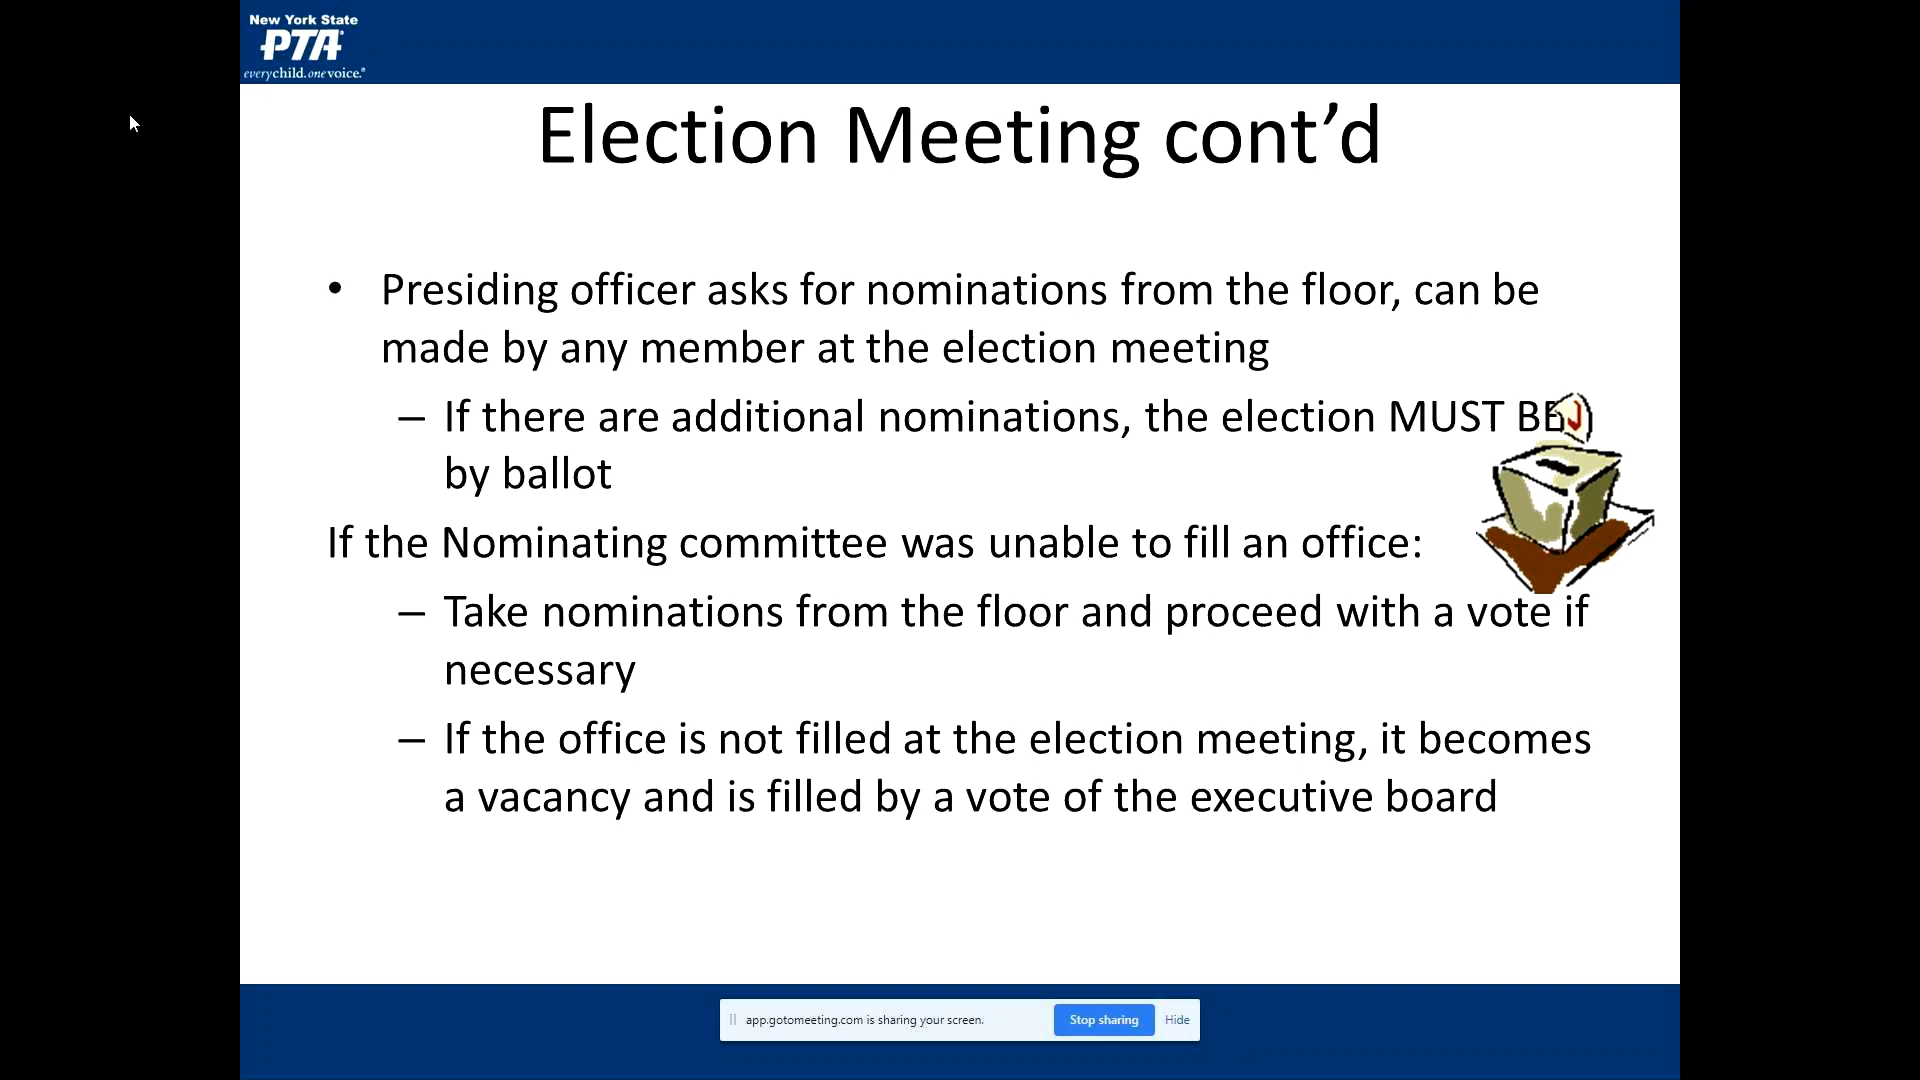 New York State
PTA
everychild.onevoice.®
Election Meeting cont’d
• Presiding officer asks for nominations from the floor, can be
made by any member at the election meeting
– If there are additional nominations, the election MUST BE
by ballot
If the Nominating committee was unable to fill an office:
– Take nominations from the floor and proceed with a vote if
necessary
– If the office is not filled at the election meeting, it becomes
a vacancy and is filled by a vote of the executive board
app.gotomeeting.com is sharing your screen.
Stop sharing
Hide